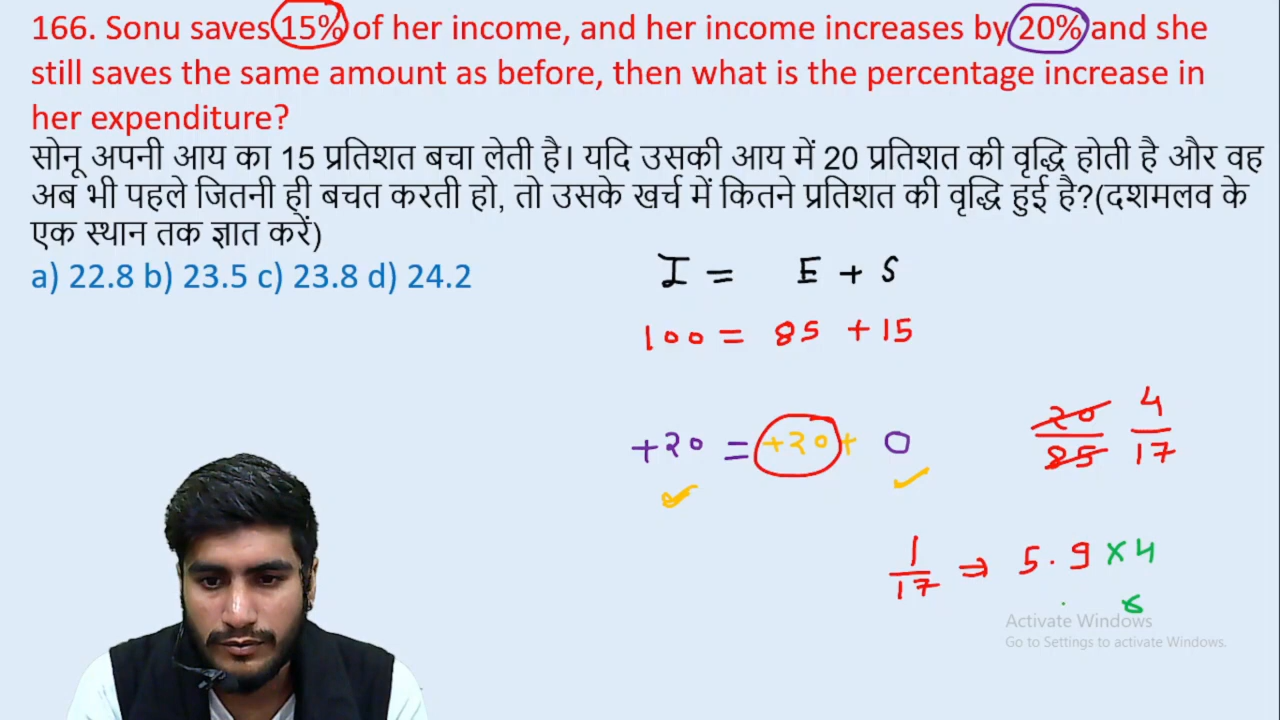 166. Sonu saves 15% of her income, and her income increases by 20% and she
still saves the same amount as before, then what is the percentage increase in
her expenditure?
सोनू अपनी आय का 15 प्रतिशत बचा लेती है। यदि उसकी आय में 20 प्रतिशत की वृद्धि होती है और वह
अब भी पहले जितनी ही बचत करती हो, तो उसके खर्च में कितने प्रतिशत की वृद्धि हुई है?(दशमलव के
एक स्थान तक ज्ञात करें)
a) 22.8 b) 23.5 c) 23.8 d) 24.2
I = E + S
100 = 85 + 15
+20 = +20 + 0
20/85 4/17
1/17 ⇒ 5.9 × 4
6
Activate Windows
Go to Settings to activate Windows.